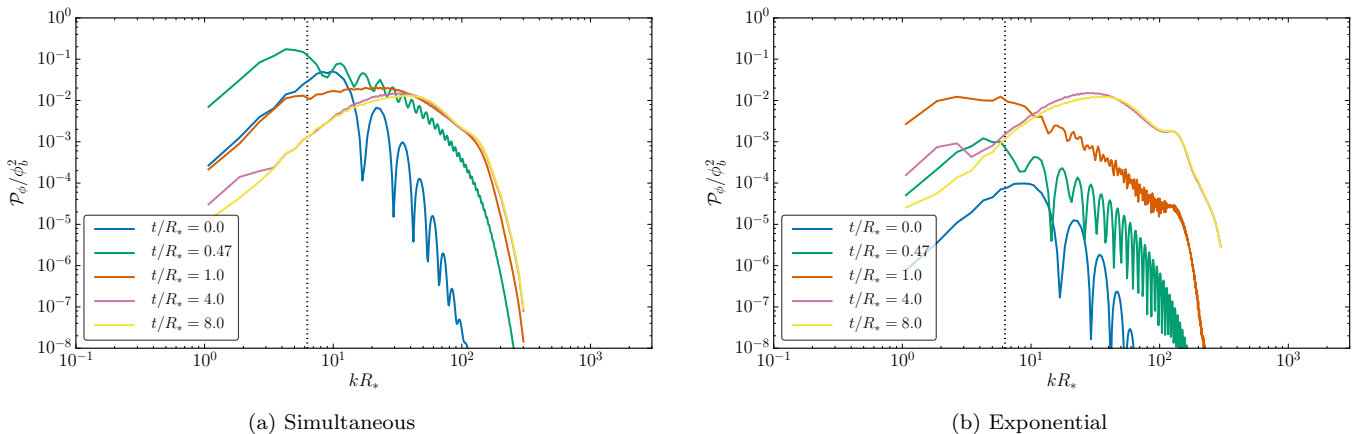 10^0
10^-1
10^-2
10^-3
10^-4
10^-5
10^-6
10^-7
10^-8
P_ϕ/ϕ_b^2
t/R_* = 0.0
t/R_* = 0.47
t/R_* = 1.0
t/R_* = 4.0
t/R_* = 8.0
10^-1 10^0 10^1 10^2 10^3
kR_*
(a) Simultaneous
10^0
10^-1
10^-2
10^-3
10^-4
10^-5
10^-6
10^-7
10^-8
P_ϕ/ϕ_b^2
t/R_* = 0.0
t/R_* = 0.47
t/R_* = 1.0
t/R_* = 4.0
t/R_* = 8.0
10^-1 10^0 10^1 10^2 10^3
kR_*
(b) Exponential